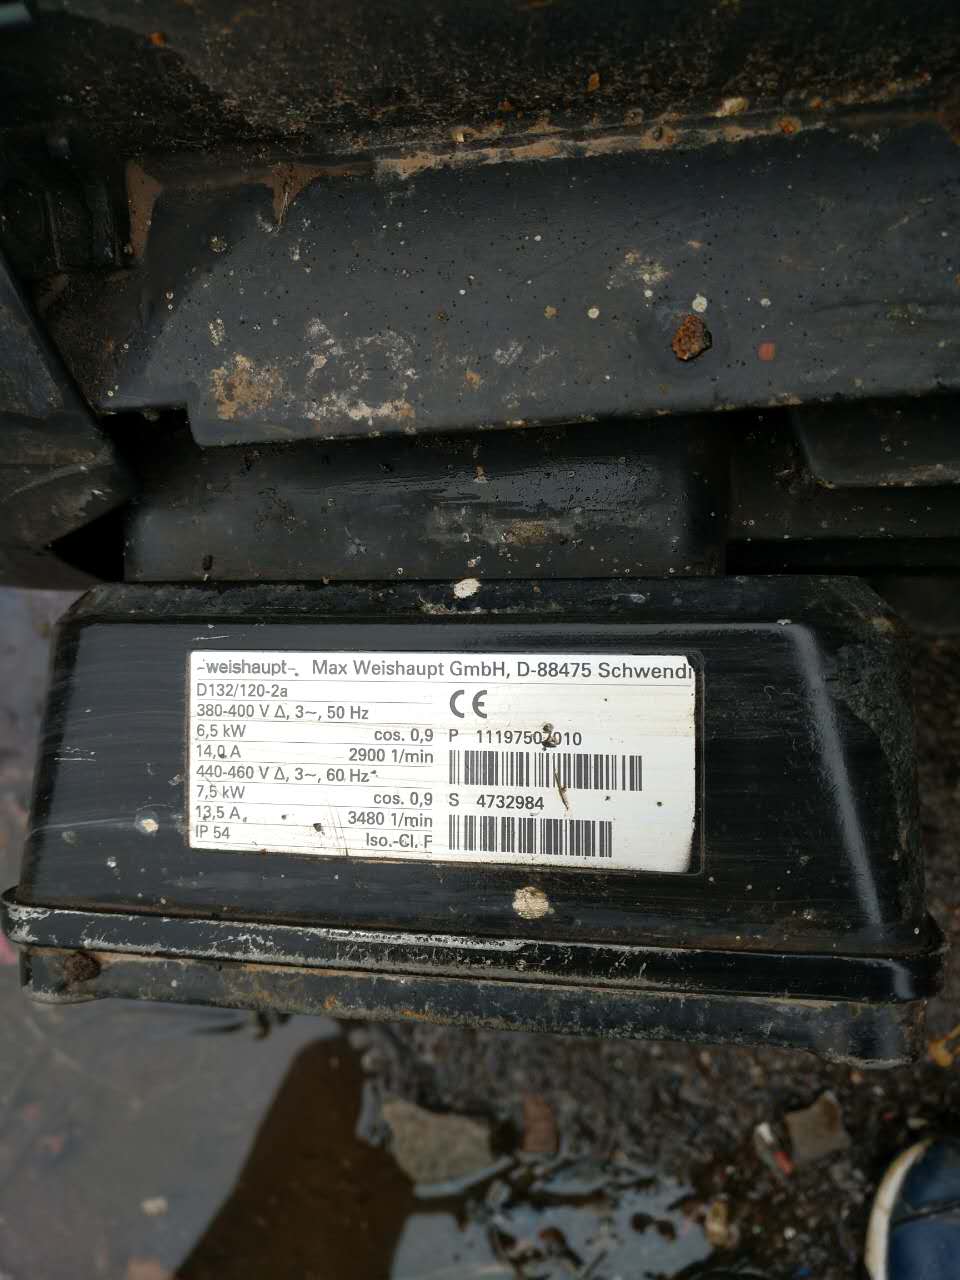 -weishaupt-. Max Weishaupt GmbH, D-88475 Schwendi
D132/120-2a
380-400 V Δ, 3~, 50 Hz
6,5 kW cos. 0,9
14,0 A 2900 1/min
440-460 V Δ, 3~, 60 Hz
7,5 kW cos. 0,9
13,5 A 3480 1/min
IP 54 Iso.-Cl. F
CE
P
S 4732984